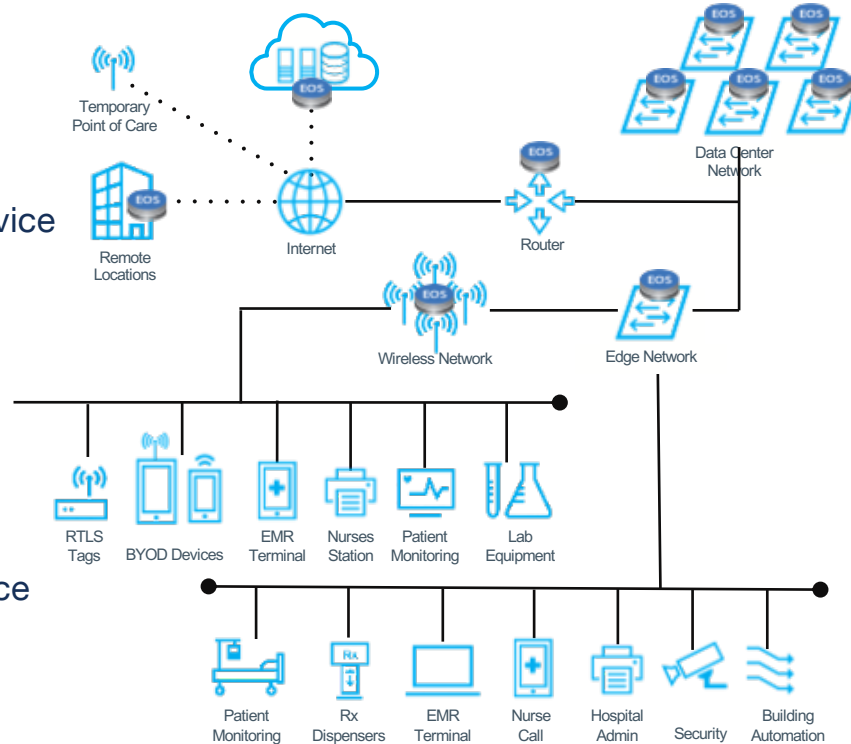 EOS
EOS
EOS
EOS
EOS
EOS
EOS
Temporary
Point of Care
EOS
Data Center
Network
EOS
vice
Remote
Locations
Internet
Router
EOS
EOS
Wireless Network
Edge Network
RTLS
Tags
BYOD Devices
EMR
Terminal
Nurses
Station
Patient
Monitoring
Lab
Equipment
ce
RX
Patient
Monitoring
Rx
Dispensers
EMR
Terminal
Nurse
Call
Hospital
Admin
Security
Building
Automation